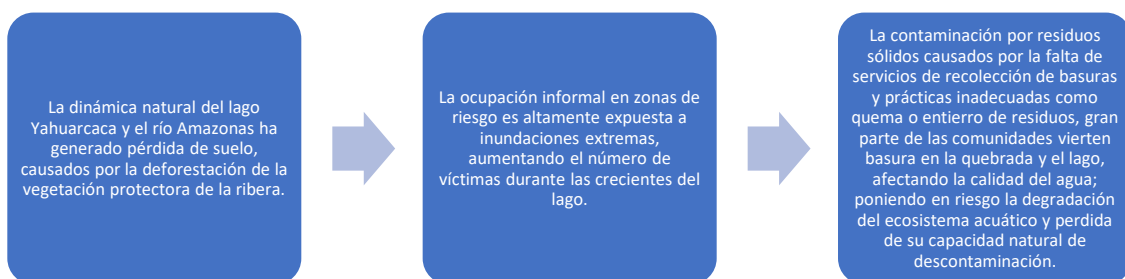 La dinámica natural del lago
Yahuarcaca y el río Amazonas ha
generado pérdida de suelo,
causados por la deforestación de la
vegetación protectora de la ribera.
La ocupación informal en zonas de
riesgo es altamente expuesta a
inundaciones extremas,
aumentando el número de
víctimas durante las crecientes del
lago.
La contaminación por residuos
sólidos causados por la falta de
servicios de recolección de basuras
y prácticas inadecuadas como
quema o entierro de residuos, gran
parte de las comunidades vierten
basura en la quebrada y el lago,
afectando la calidad del agua;
poniendo en riesgo la degradación
del ecosistema acuático y perdida
de su capacidad natural de
descontaminación.